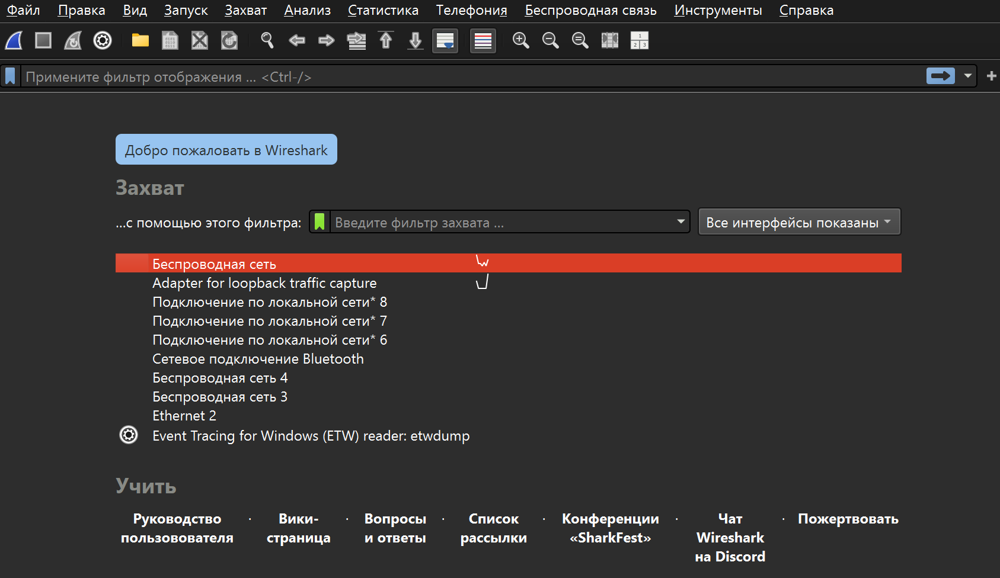 Файл Правка Вид Запуск Захват Анализ Статистика Телефония Беспроводная связь Инструменты Справка
Примените фильтр отображения ... <Ctrl-/>
Добро пожаловать в Wireshark
Захват
...с помощью этого фильтра: Введите фильтр захвата ... Все интерфейсы показаны
Беспроводная сеть
Adapter for loopback traffic capture
Подключение по локальной сети* 8
Подключение по локальной сети* 7
Подключение по локальной сети* 6
Сетевое подключение Bluetooth
Беспроводная сеть 4
Беспроводная сеть 3
Ethernet 2
Event Tracing for Windows (ETW) reader: etwdump
Учить
Руководство · Вики- · Вопросы · Список · Конференции · Чат · Пожертвовать
пользовователя страница и ответы рассылки «SharkFest» Wireshark
на Discord